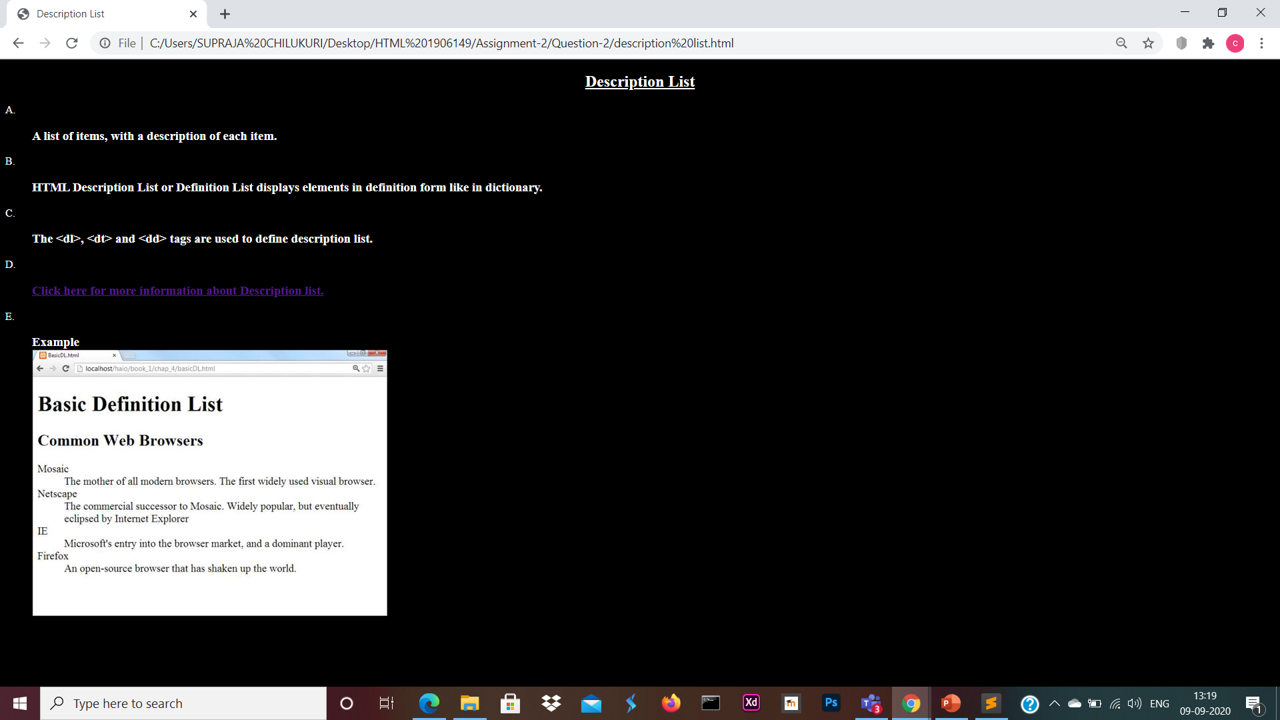 Description List
File
C:/Users/SUPRAJA%20CHILUKURI/Desktop/HTML%201906149/Assignment-2/Question-2/description%20list.html
C
Description List
A.
A list of items, with a description of each item.
B.
HTML Description List or Definition List displays elements in definition form like in dictionary.
C.
The <dl>, <dt> and <dd> tags are used to define description list.
D.
Click here for more information about Description list.
E.
Example
BasicDL.html
localhost/haio/book_1/chap_4/basicDL.html
Basic Definition List
Common Web Browsers
Mosaic
The mother of all modern browsers. The first widely used visual browser.
Netscape
The commercial successor to Mosaic. Widely popular, but eventually
eclipsed by Internet Explorer
IE
Microsoft's entry into the browser market, and a dominant player.
Firefox
An open-source browser that has shaken up the world.
Type here to search
Xd
m
Ps
3
P
S
?
ENG
13:19
09-09-2020
1